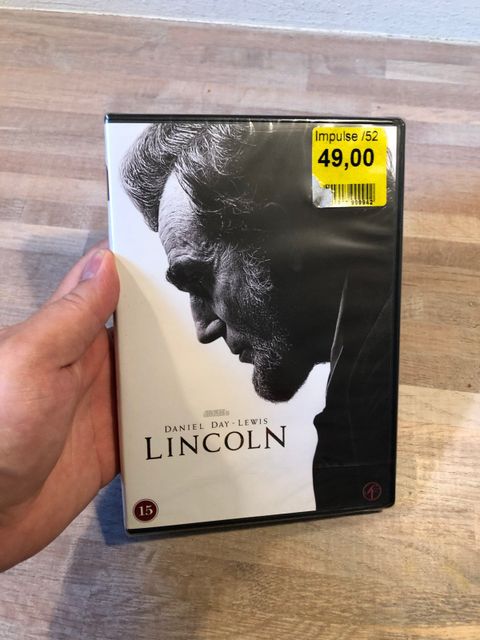 Impulse /52
49,00
DANIEL DAY-LEWIS
LINCOLN
15